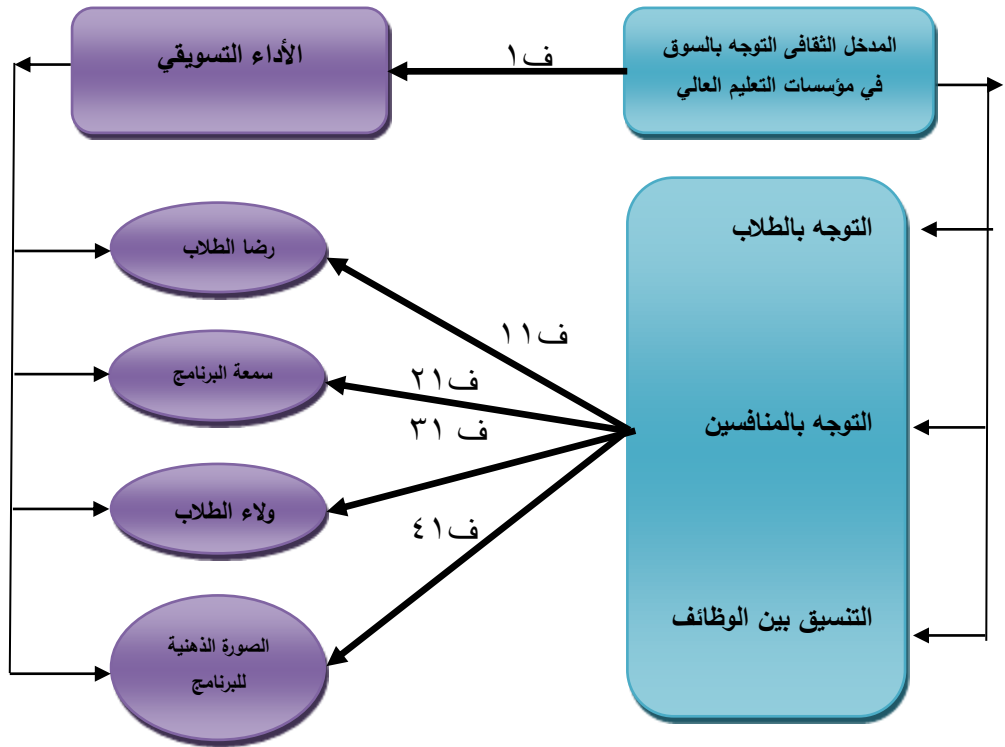 المدخل الثقافى التوجه بالسوق
في مؤسسات التعليم العالي
ف١
الأداء التسويقي
التوجه بالطلاب
التوجه بالمنافسين
التنسيق بين الوظائف
ف١١
ف٢١
ف ٣١
ف٤١
رضا الطلاب
سمعة البرنامج
ولاء الطلاب
الصورة الذهنية
للبرنامج